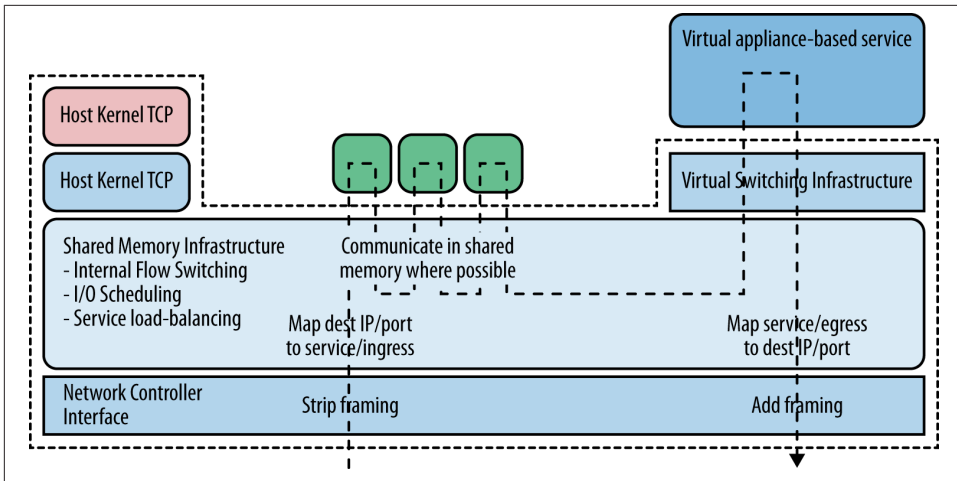 Virtual appliance-based service
Host Kernel TCP
Host Kernel TCP
Virtual Switching Infrastructure
Shared Memory Infrastructure
- Internal Flow Switching
- I/O Scheduling
- Service load-balancing
Communicate in shared
memory where possible
Map dest IP/port
to service/ingress
Map service/egress
to dest IP/port
Network Controller
Interface
Strip framing
Add framing